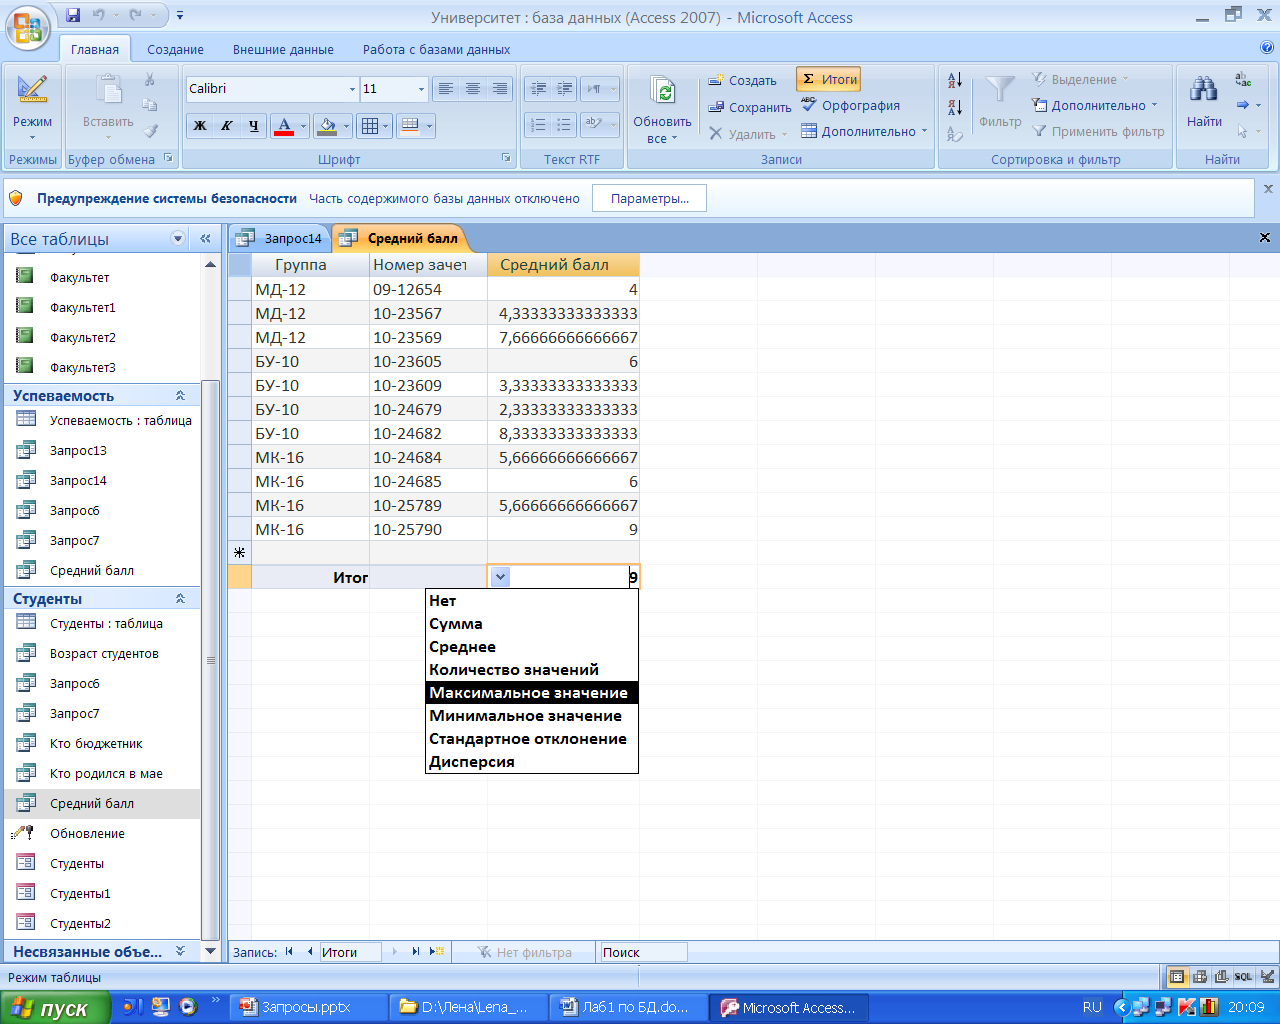 Университет : база данных (Access 2007) - Microsoft Access
Главная Создание Внешние данные Работа с базами данных
Режим
Режимы
Вставить
Буфер обмена
Calibri 11
Ж К Ч А
Шрифт
Текст RTF
Обновить все
Создать
Сохранить
Удалить
Σ Итоги
Орфография
Дополнительно
Записи
Фильтр
Выделение
Дополнительно
Применить фильтр
Сортировка и фильтр
Найти
Найти
Предупреждение системы безопасности Часть содержимого базы данных отключено Параметры...
Все таблицы
Факультет
Факультет1
Факультет2
Факультет3
Успеваемость
Успеваемость : таблица
Запрос13
Запрос14
Запрос6
Запрос7
Средний балл
Студенты
Студенты : таблица
Возраст студентов
Запрос6
Запрос7
Кто бюджетник
Кто родился в мае
Средний балл
Обновление
Студенты
Студенты1
Студенты2
Несвязанные объе...
Запрос14 Средний балл
Группа Номер зачет Средний балл
МД-12 09-12654 4
МД-12 10-23567 4,33333333333333
МД-12 10-23569 7,66666666666667
БУ-10 10-23605 6
БУ-10 10-23609 3,33333333333333
БУ-10 10-24679 2,33333333333333
БУ-10 10-24682 8,33333333333333
МК-16 10-24684 5,66666666666667
МК-16 10-24685 6
МК-16 10-25789 5,66666666666667
МК-16 10-25790 9
Итог 9
Нет
Сумма
Среднее
Количество значений
Максимальное значение
Минимальное значение
Стандартное отклонение
Дисперсия
Запись: Итоги Нет фильтра Поиск
Режим таблицы SQL
пуск Запросы.pptx D:\Лена\Lena_... Лаб1 по БД.do... Microsoft Access... RU 20:09